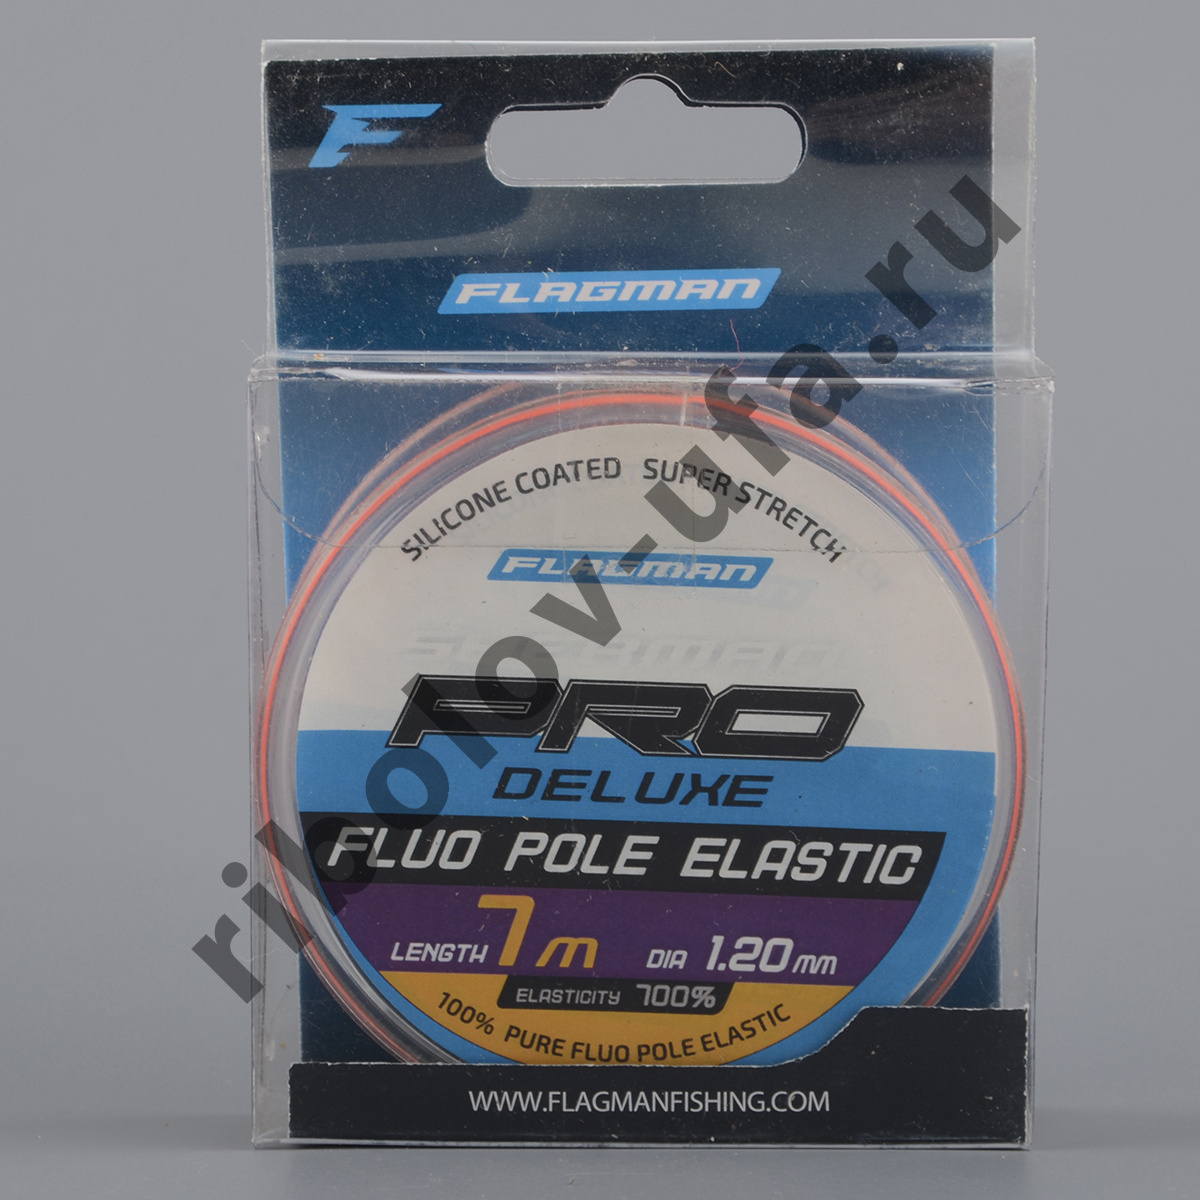 F
FLAGMAN
SILICONE COATED SUPER STRETCH
FLAGMAN
PRO
DELUXE
FLUO POLE ELASTIC
LENGTH 7m DIA 1.20mm
ELASTICITY 700%
100% PURE FLUO POLE ELASTIC
WWW.FLAGMANFISHING.COM
ribolov-ufa.ru